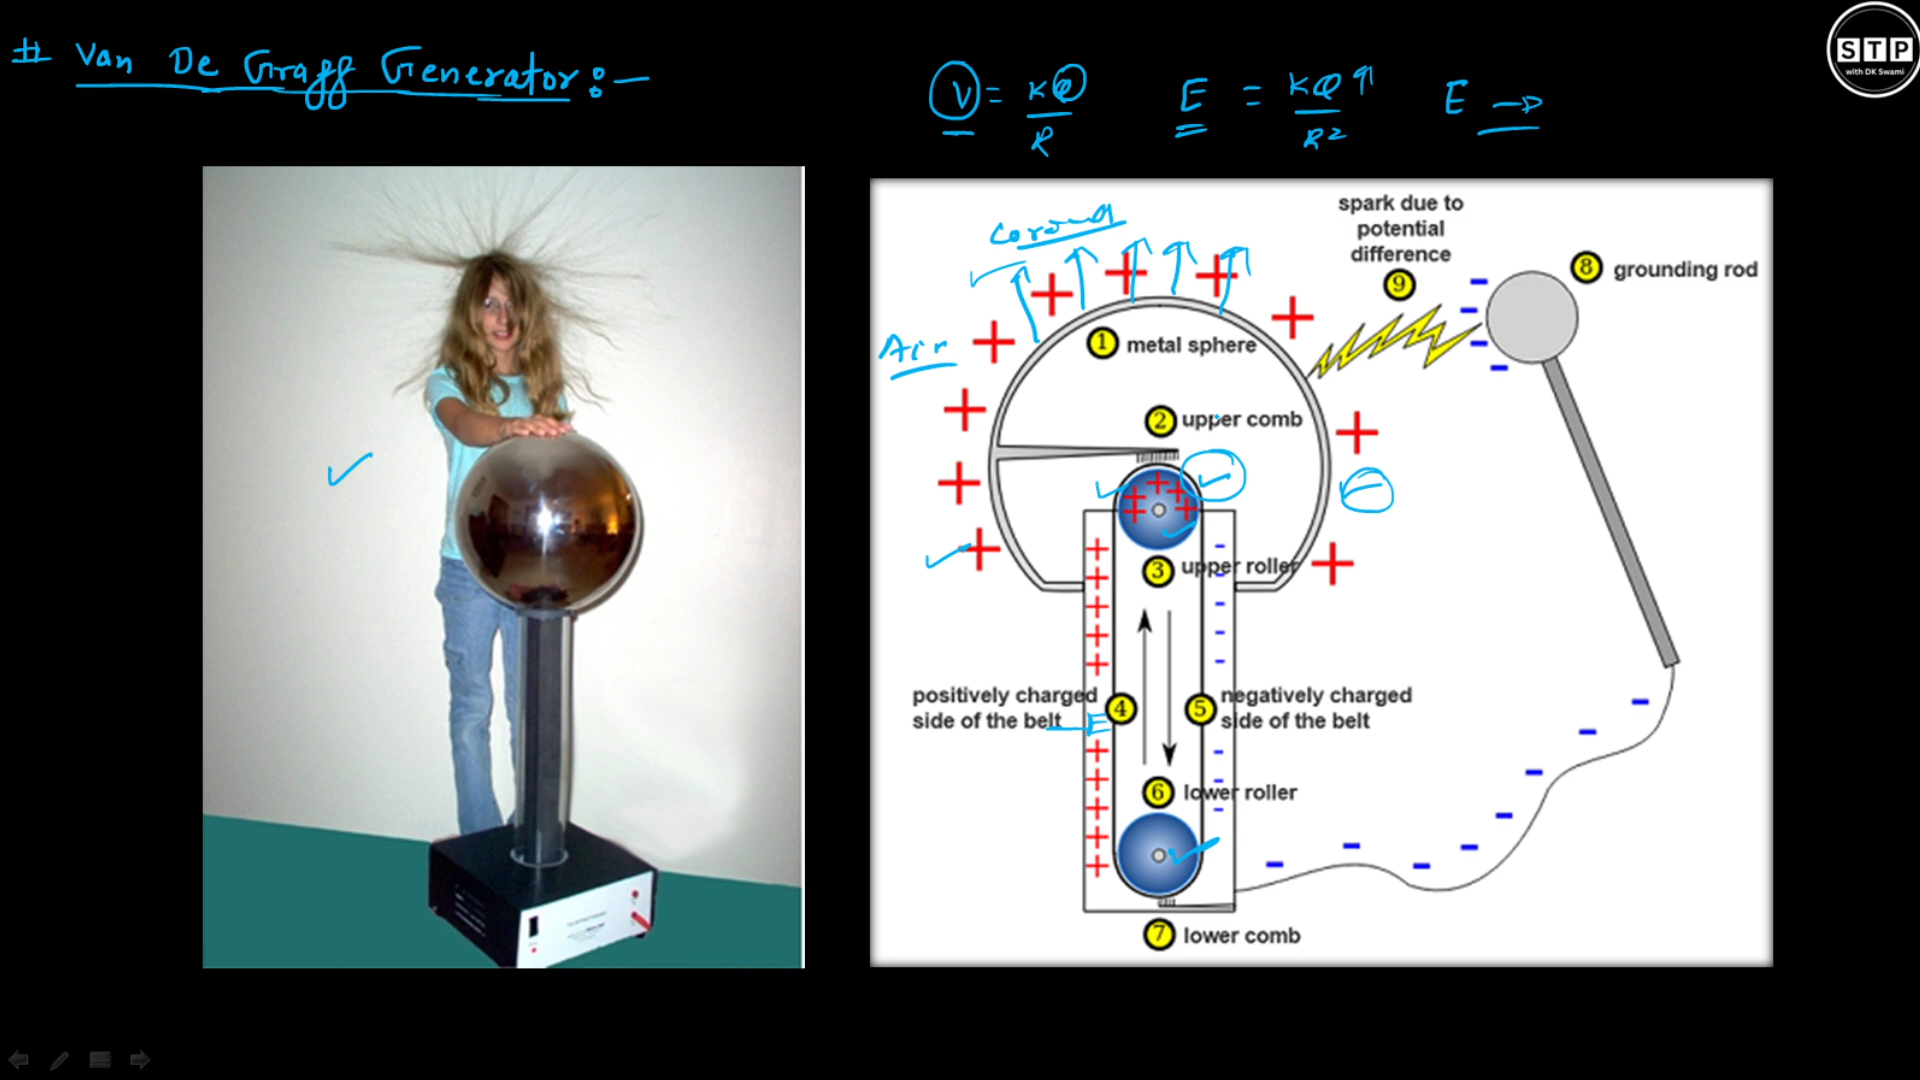 # Van De Graff Generator :-
V = KQ / R
E = KQ↑ / R²
E →
STP
with DK Swami
spark due to
potential
difference
9
8 grounding rod
Corona
Air
1 metal sphere
2 upper comb
3 upper roller
positively charged
side of the belt
4
5 negatively charged
side of the belt
6 lower roller
7 lower comb